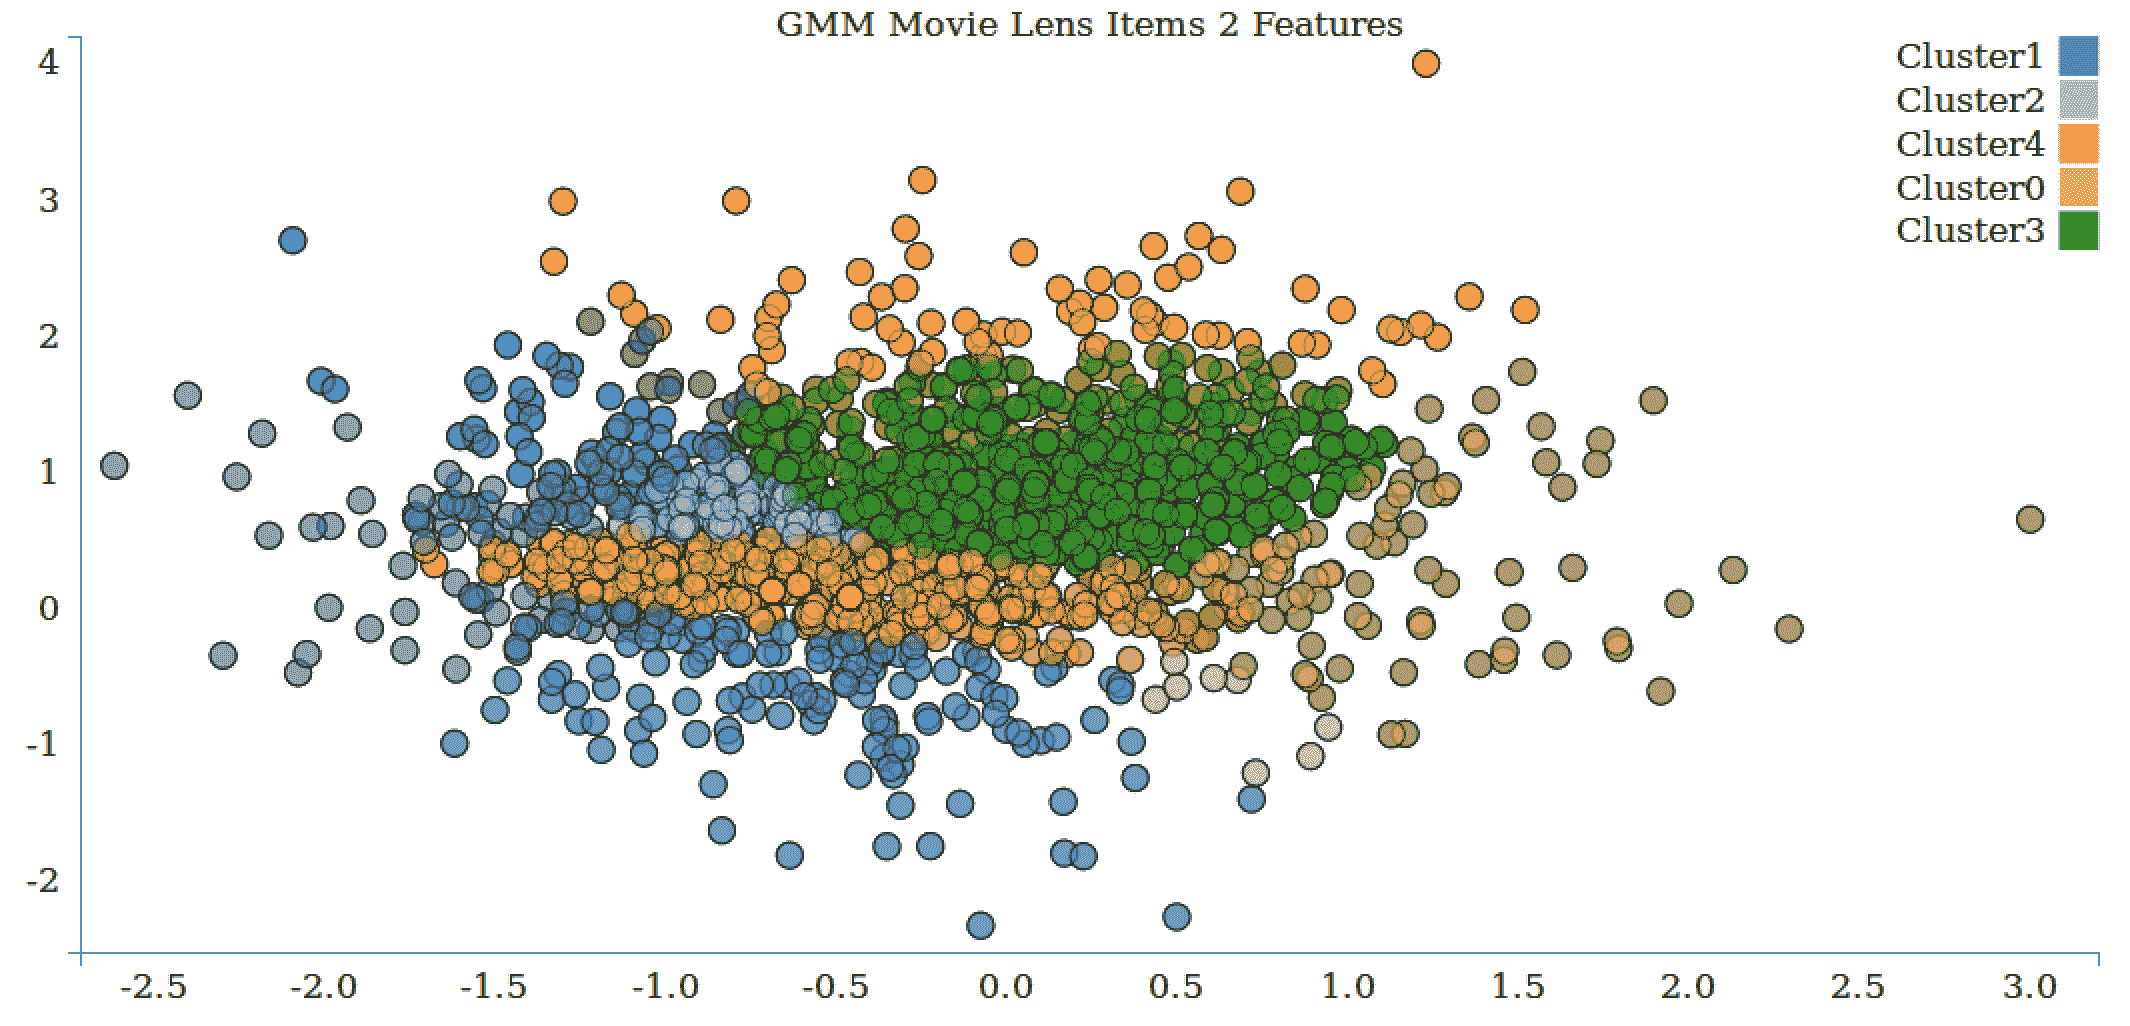 GMM Movie Lens Items 2 Features
Cluster1
Cluster2
Cluster4
Cluster0
Cluster3
4
3
2
1
0
-1
-2
-2.5 -2.0 -1.5 -1.0 -0.5 0.0 0.5 1.0 1.5 2.0 2.5 3.0